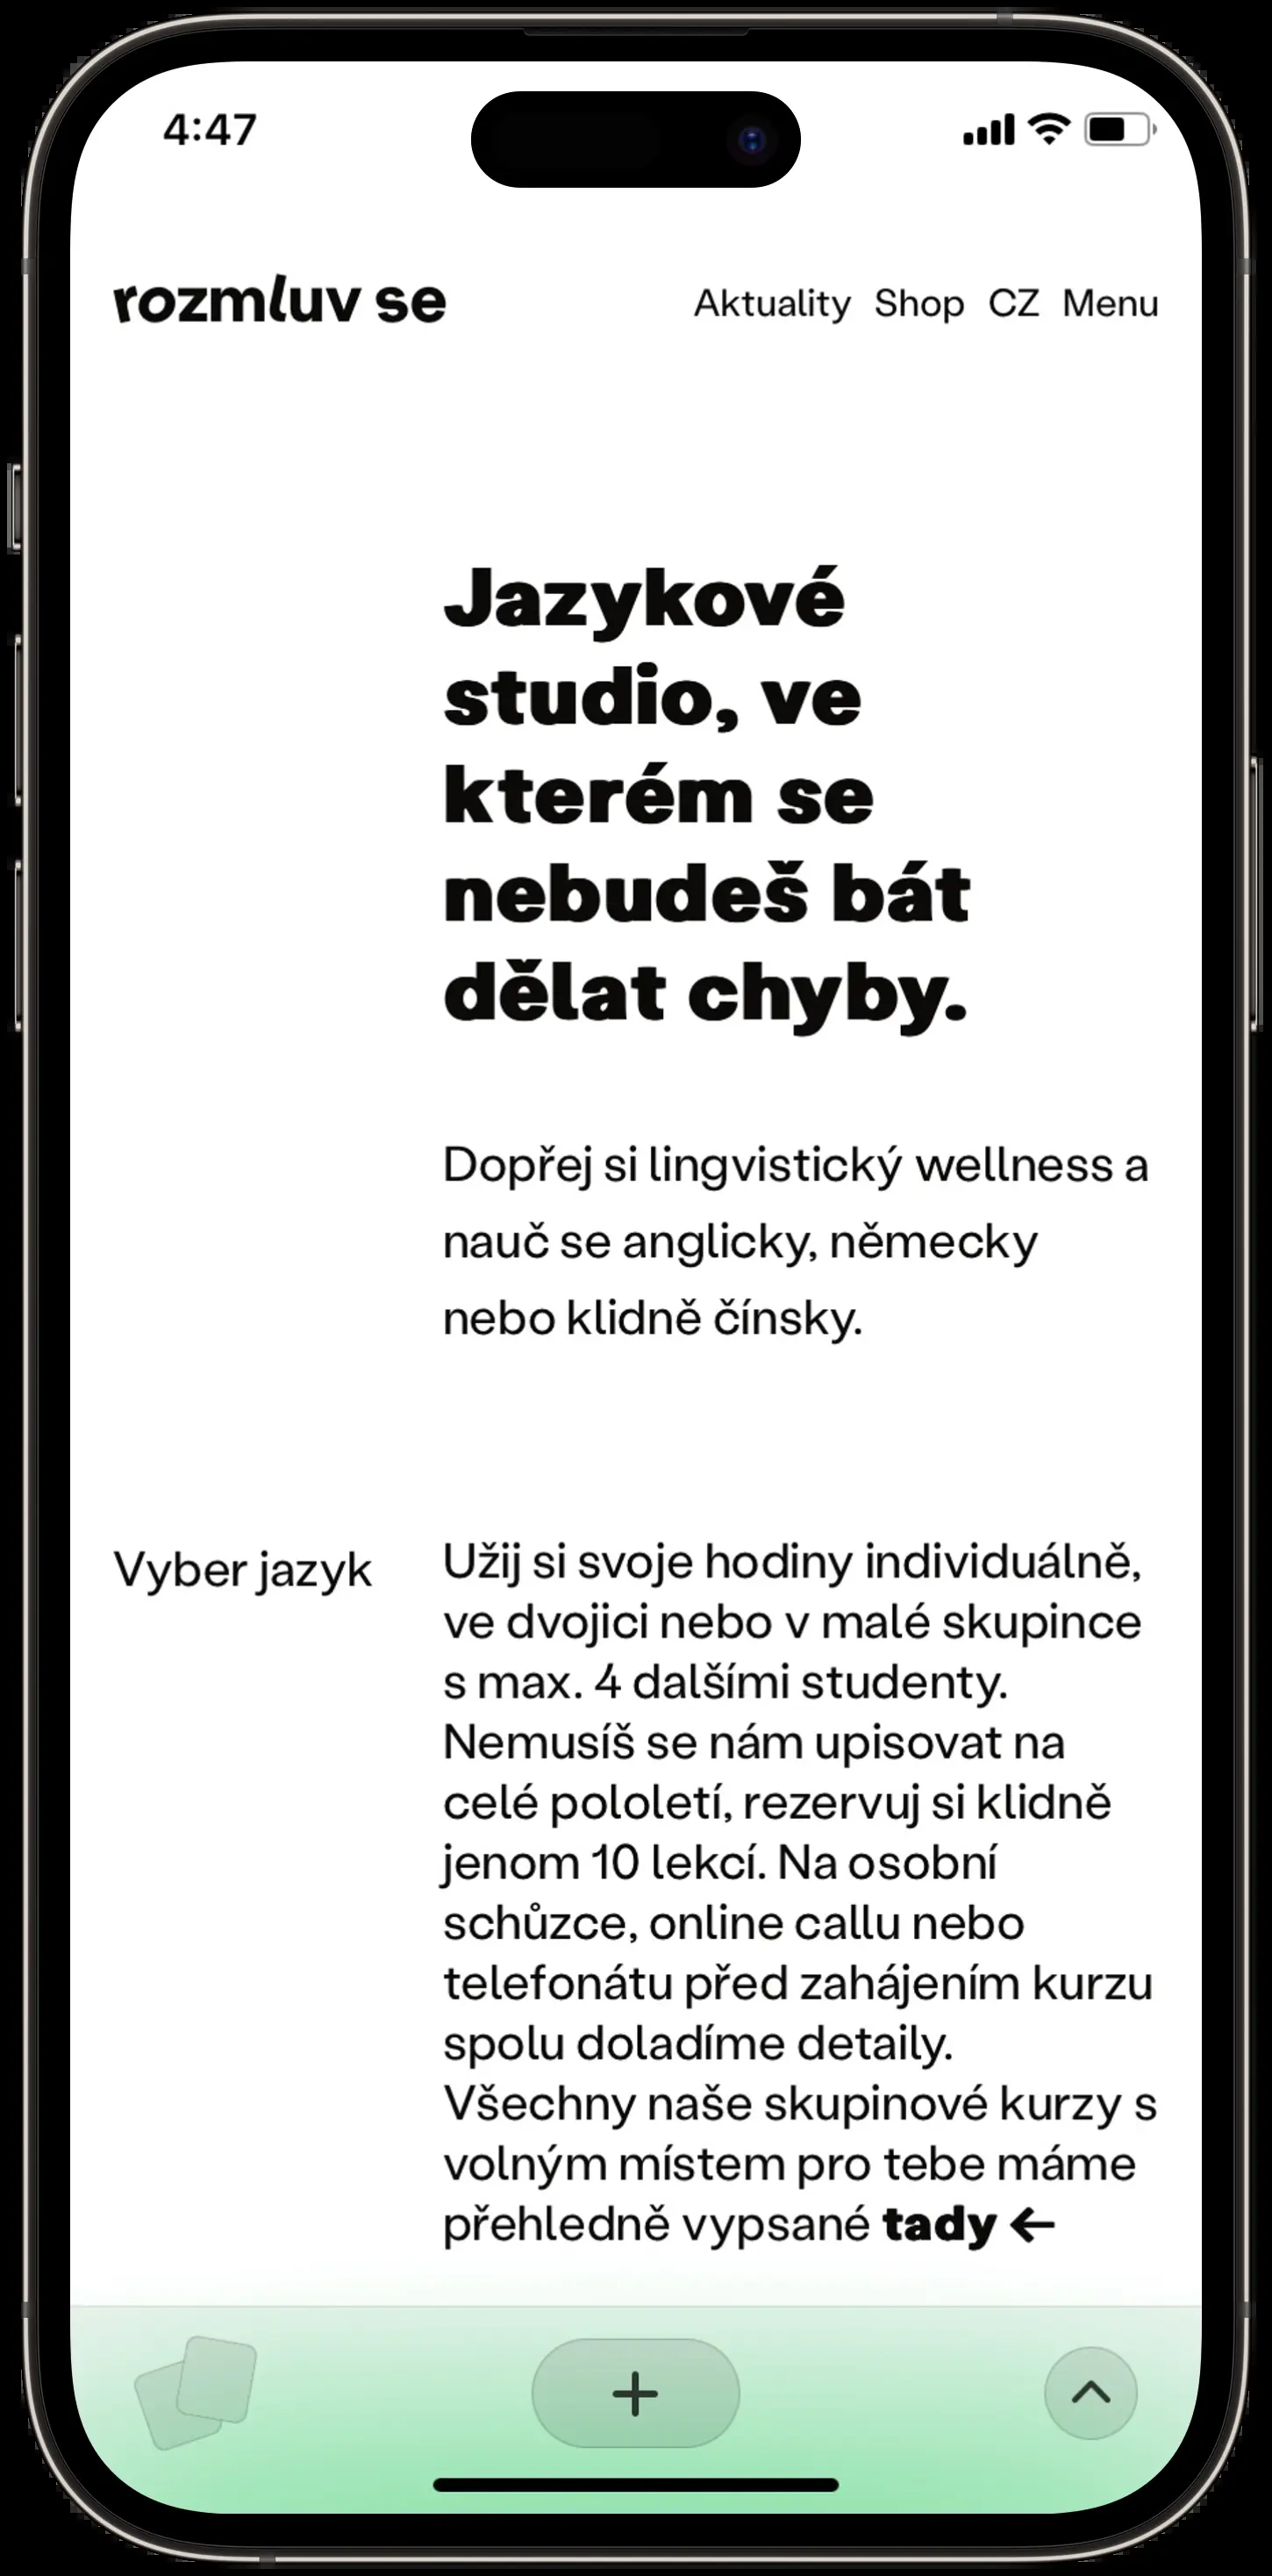 4:47
rozmluv se
Aktuality Shop CZ Menu
Jazykové
studio, ve
kterém se
nebudeš bát
dělat chyby.
Dopřej si lingvistický wellness a
nauč se anglicky, německy
nebo klidně čínsky.
Vyber jazyk
Užij si svoje hodiny individuálně,
ve dvojici nebo v malé skupince
s max. 4 dalšími studenty.
Nemusíš se nám upisovat na
celé pololetí, rezervuj si klidně
jenom 10 lekcí. Na osobní
schůzce, online callu nebo
telefonátu před zahájením kurzu
spolu doladíme detaily.
Všechny naše skupinové kurzy s
volným místem pro tebe máme
přehledně vypsané tady ←